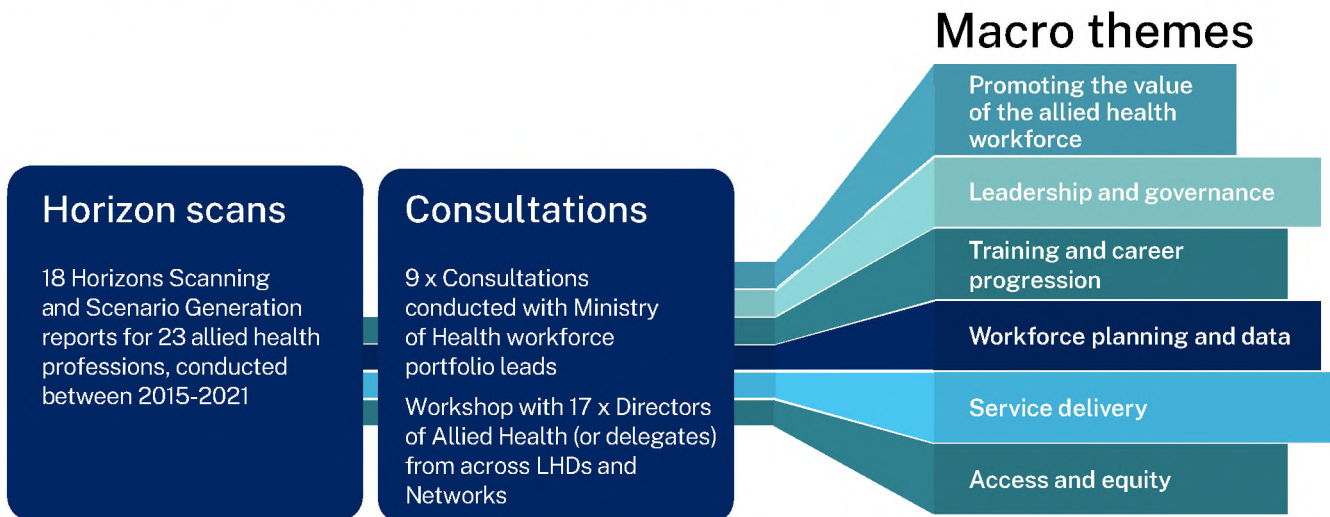 Macro themes
Horizon scans
18 Horizons Scanning
and Scenario Generation
reports for 23 allied health
professions, conducted
between 2015-2021
Consultations
9 x Consultations
conducted with Ministry
of Health workforce
portfolio leads
Workshop with 17 x Directors
of Allied Health (or delegates)
from across LHDs and
Networks
Promoting the value
of the allied health
workforce
Leadership and governance
Training and career
progression
Workforce planning and data
Service delivery
Access and equity